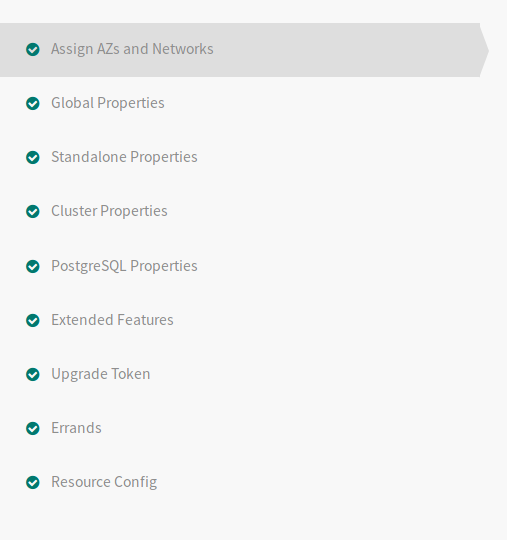 Assign AZs and Networks
Global Properties
Standalone Properties
Cluster Properties
PostgreSQL Properties
Extended Features
Upgrade Token
Errands
Resource Config